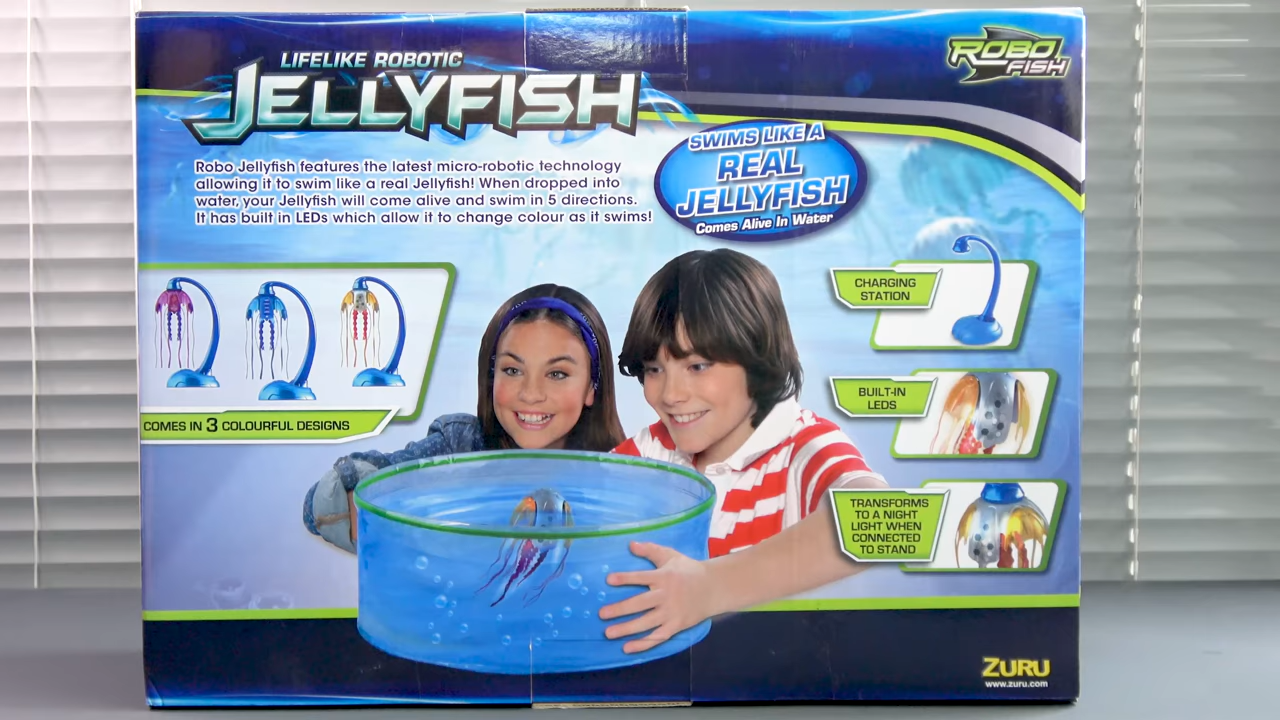 LIFELIKE ROBOTIC
JELLYFISH
ROBO
FISH
Robo Jellyfish features the latest micro-robotic technology
allowing it to swim like a real Jellyfish! When dropped into
water, your Jellyfish will come alive and swim in 5 directions.
It has built in LEDs which allow it to change colour as it swims!
SWIMS LIKE A
REAL
JELLYFISH
Comes Alive In Water
COMES IN 3 COLOURFUL DESIGNS
CHARGING
STATION
BUILT-IN
LEDS
TRANSFORMS
TO A NIGHT
LIGHT WHEN
CONNECTED
TO STAND
ZURU
www.zuru.com